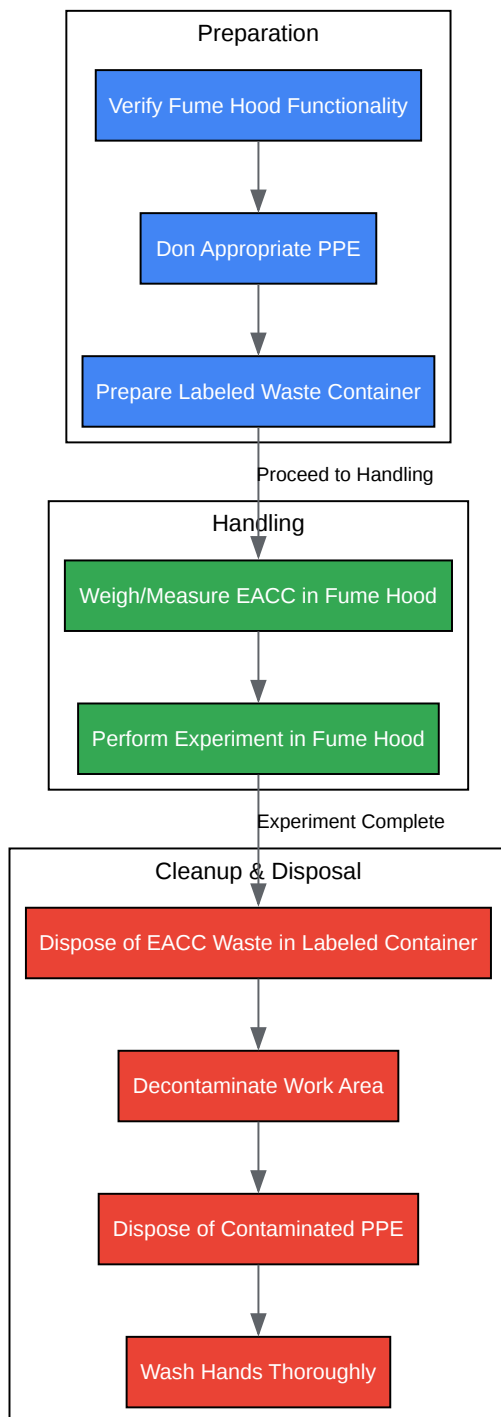 Preparation
Verify Fume Hood Functionality
Don Appropriate PPE
Prepare Labeled Waste Container
Proceed to Handling
Handling
Weigh/Measure EACC in Fume Hood
Perform Experiment in Fume Hood
Experiment Complete
Cleanup & Disposal
Dispose of EACC Waste in Labeled Container
Decontaminate Work Area
Dispose of Contaminated PPE
Wash Hands Thoroughly